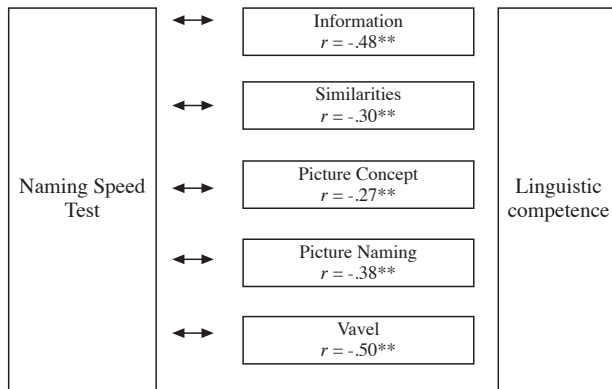 Information
r = -.48**
Similarities
r = -.30**
Naming Speed
Test
Picture Concept
r = -.27**
Linguistic
competence
Picture Naming
r = -.38**
Vavel
r = -.50**